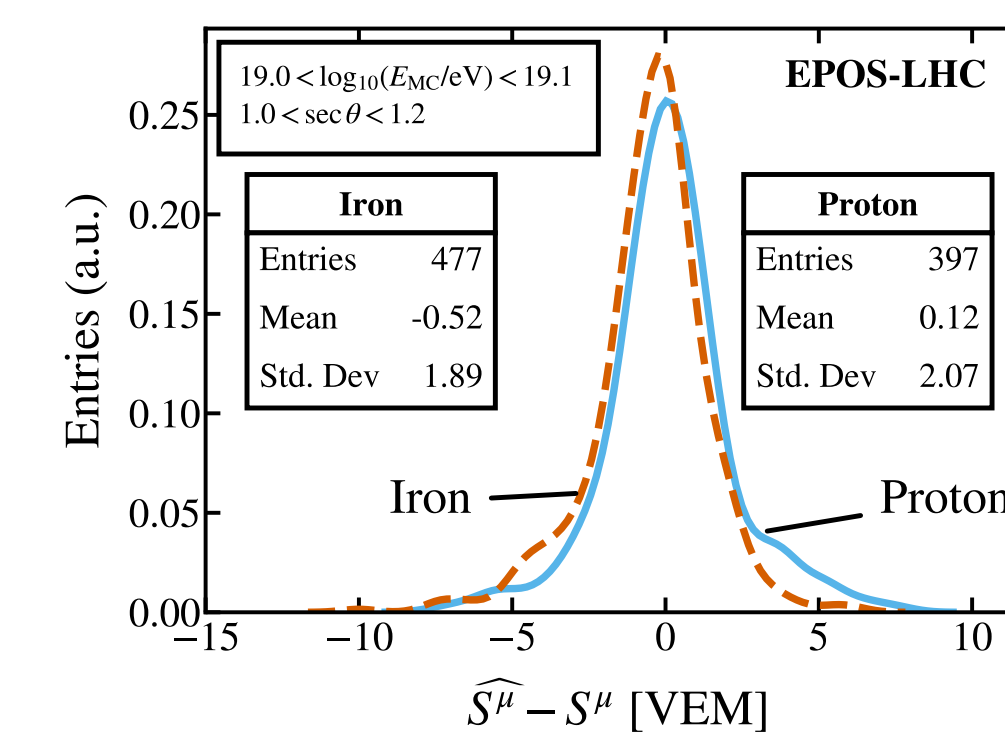 EPOS-LHC
19.0 < log₁₀(E_MC/eV) < 19.1
1.0 < sec θ < 1.2
Iron
Entries 477
Mean -0.52
Std. Dev 1.89
Proton
Entries 397
Mean 0.12
Std. Dev 2.07
Iron
Proton
Entries (a.u.)
0.25
0.20
0.15
0.10
0.05
0.00
−15 −10 −5 0 5 10
\widehat{S^μ} − S^μ [VEM]